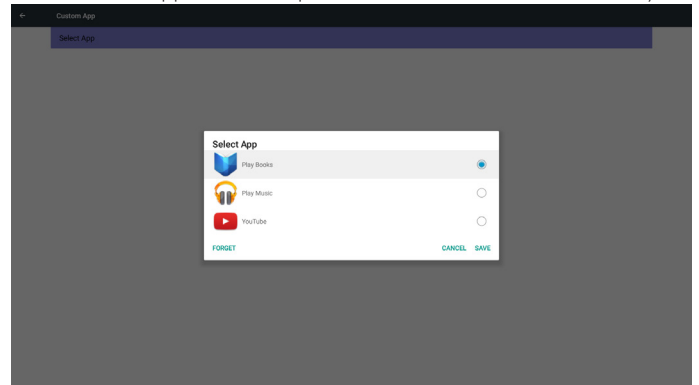 Custom App
Select App
Select App
Play Books
Play Music
YouTube
FORGET CANCEL SAVE